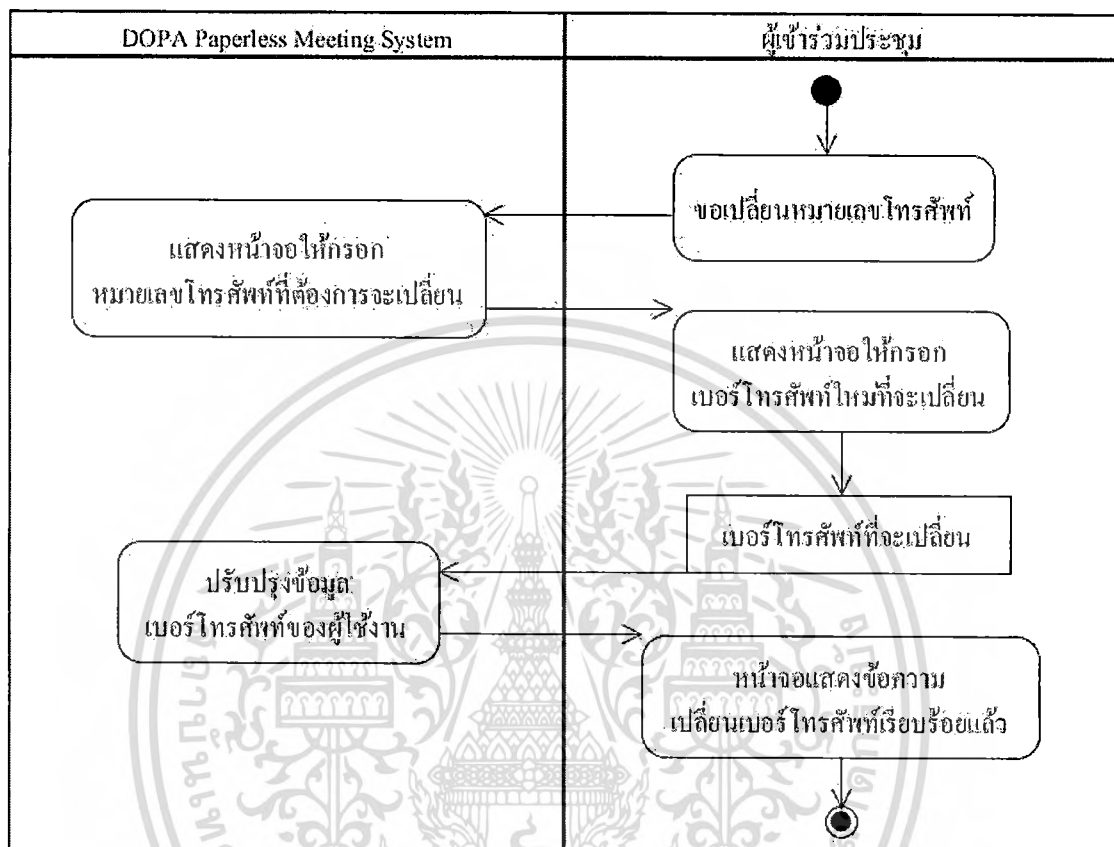 DOPA Paperless Meeting System
ผู้เข้าร่วมประชุม
ขอเปลี่ยนหมายเลขโทรศัพท์
แสดงหน้าจอให้กรอก
หมายเลขโทรศัพท์ที่ต้องการจะเปลี่ยน
แสดงหน้าจอให้กรอก
เบอร์โทรศัพท์ใหม่ที่จะเปลี่ยน
เบอร์โทรศัพท์ที่จะเปลี่ยน
ปรับปรุงข้อมูล
เบอร์โทรศัพท์ของผู้ใช้งาน
หน้าจอแสดงข้อความ
เปลี่ยนเบอร์โทรศัพท์เรียบร้อยแล้ว